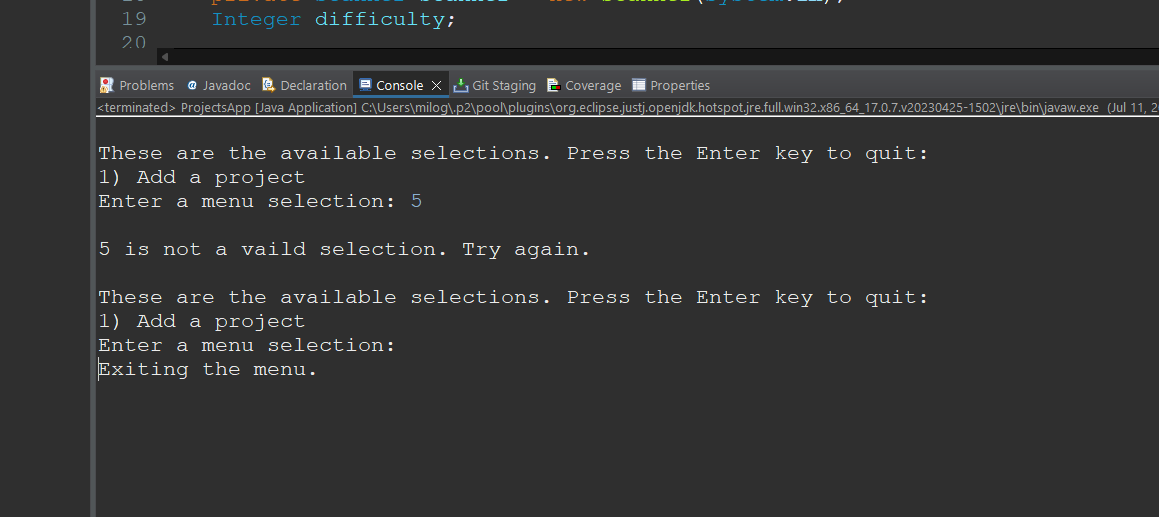 19 Integer difficulty;
20
Problems Javadoc Declaration Console Git Staging Coverage Properties
<terminated> ProjectsApp [Java Application] C:\Users\milog\.p2\pool\plugins\org.eclipse.justj.openjdk.hotspot.jre.full.win32.x86_64_17.0.7.v20230425-1502\jre\bin\javaw.exe (Jul 11, 2
These are the available selections. Press the Enter key to quit:
1) Add a project
Enter a menu selection: 5
5 is not a vaild selection. Try again.
These are the available selections. Press the Enter key to quit:
1) Add a project
Enter a menu selection:
Exiting the menu.